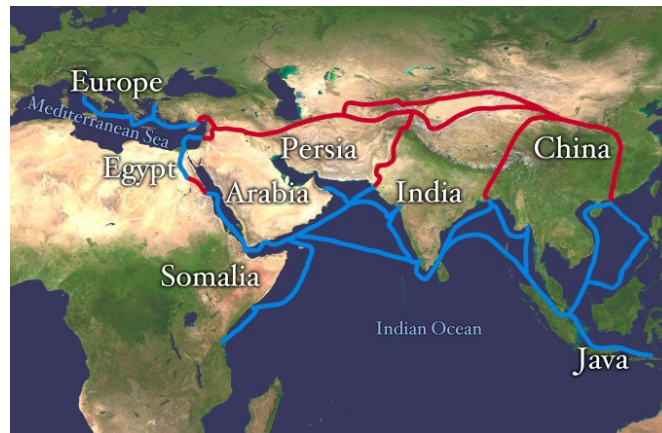 Europe
Mediterranean Sea
Egypt
Persia
China
Arabia
India
Somalia
Indian Ocean
Java